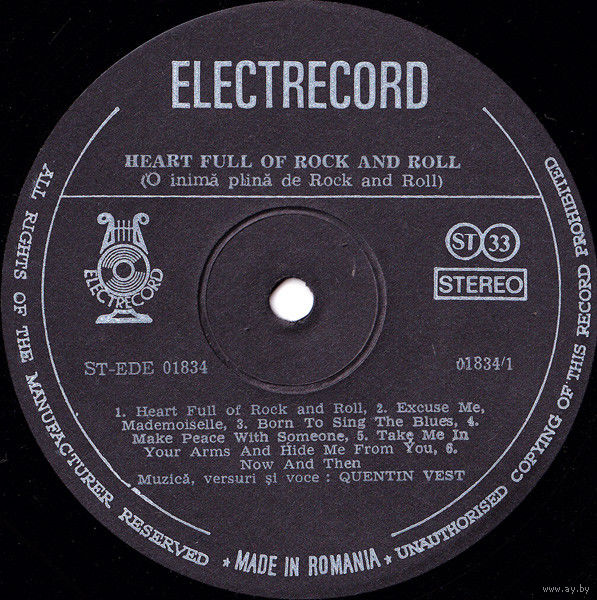 ELECTRECORD
HEART FULL OF ROCK AND ROLL
(O inimă plină de Rock and Roll)
ELECTRECORD
ST 33
STEREO
ST-EDE 01834
01834/1
1. Heart Full of Rock and Roll, 2. Excuse Me,
Mademoiselle, 3. Born To Sing The Blues, 4.
Make Peace With Someone, 5. Take Me In
Your Arms And Hide Me From You, 6.
Now And Then
Muzică, versuri și voce : QUENTIN VEST
ALL RIGHTS OF THE MANUFACTURER RESERVED ★ MADE IN ROMANIA ★ UNAUTHORISED COPYING OF THIS RECORD PROHIBITED
www.ay.by